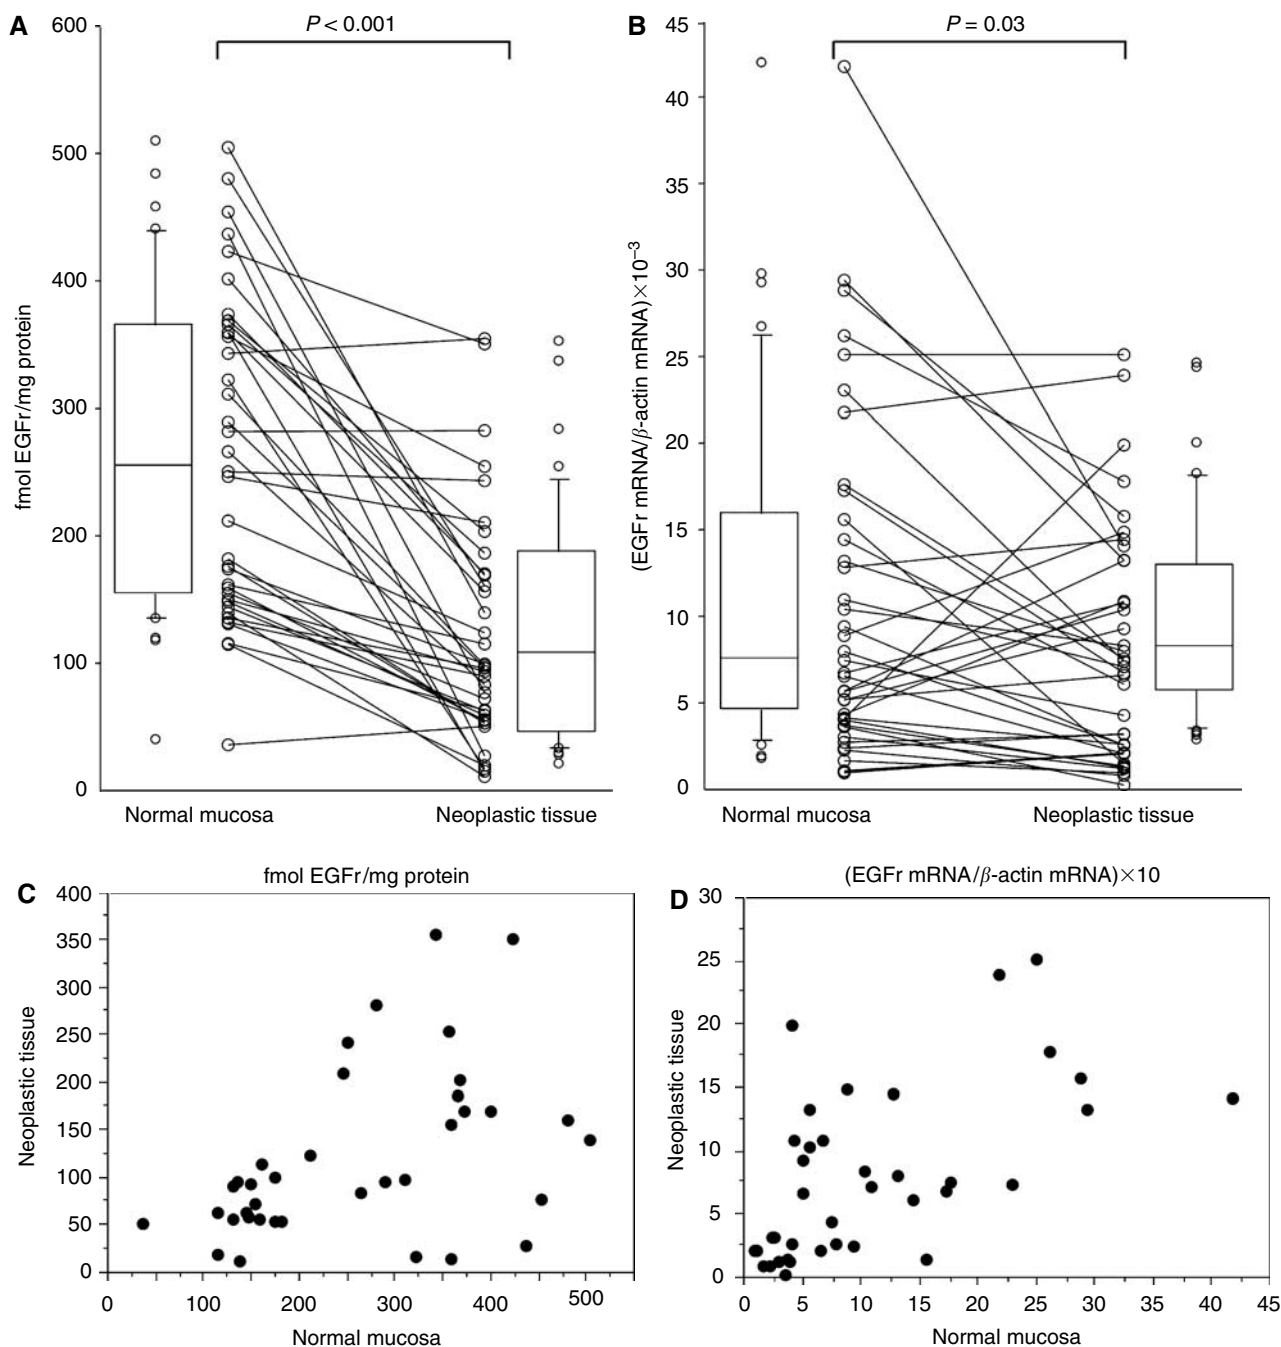 A
P < 0.001
600
500
400
300
200
100
0
fmol EGFr/mg protein
Normal mucosa
Neoplastic tissue
B
P = 0.03
45
40
35
30
25
20
15
10
5
0
(EGFr mRNA/β-actin mRNA)×10⁻³
Normal mucosa
Neoplastic tissue
C
fmol EGFr/mg protein
400
350
300
250
200
150
100
50
0
Neoplastic tissue
0 100 200 300 400 500
Normal mucosa
D
(EGFr mRNA/β-actin mRNA)×10
30
25
20
15
10
5
0
Neoplastic tissue
0 5 10 15 20 25 30 35 40 45
Normal mucosa